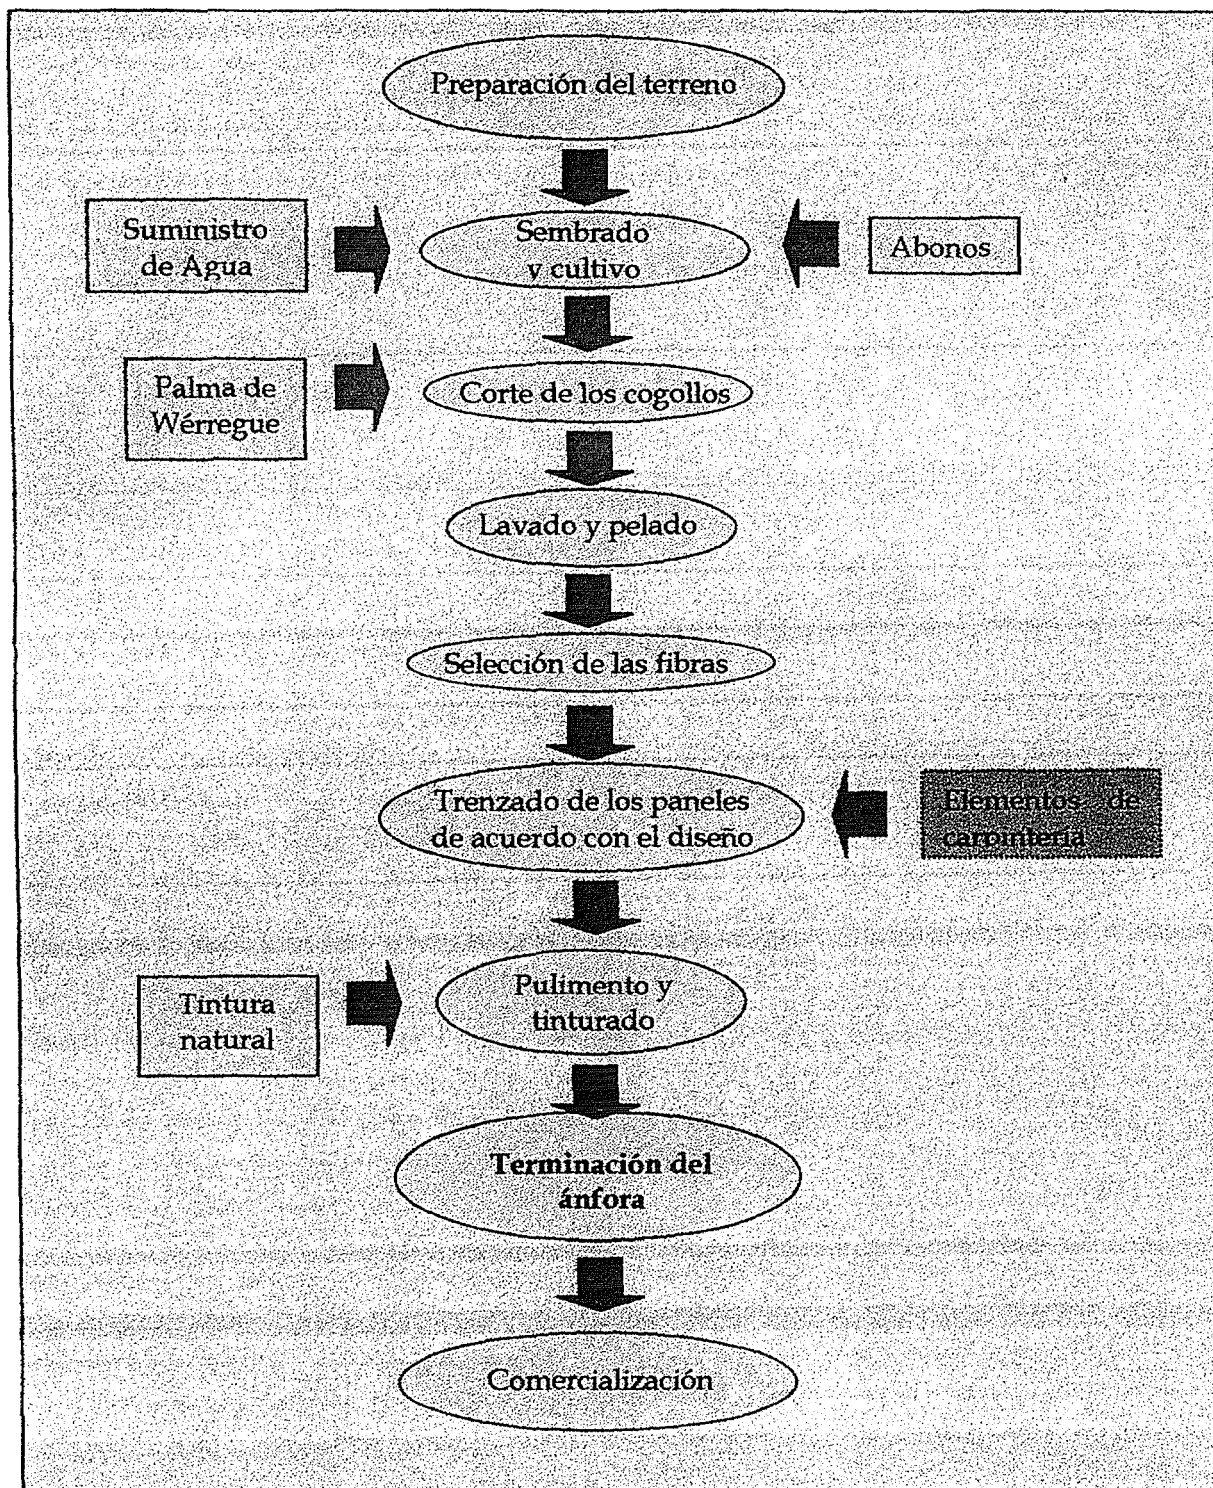 Preparación del terreno
Suministro
de Agua
Sembrado
y cultivo
Abonos
Palma de
Wérregue
Corte de los cogollos
Lavado y pelado
Selección de las fibras
Trenzado de los paneles
de acuerdo con el diseño
Elementos de
carpintería
Tintura
natural
Pulimento y
tinturado
Terminación del
ánfora
Comercialización